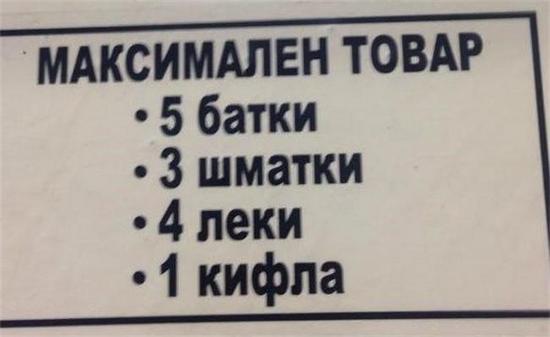 МАКСИМАЛЕН ТОВАР
• 5 батки
• 3 шматки
• 4 леки
• 1 кифла